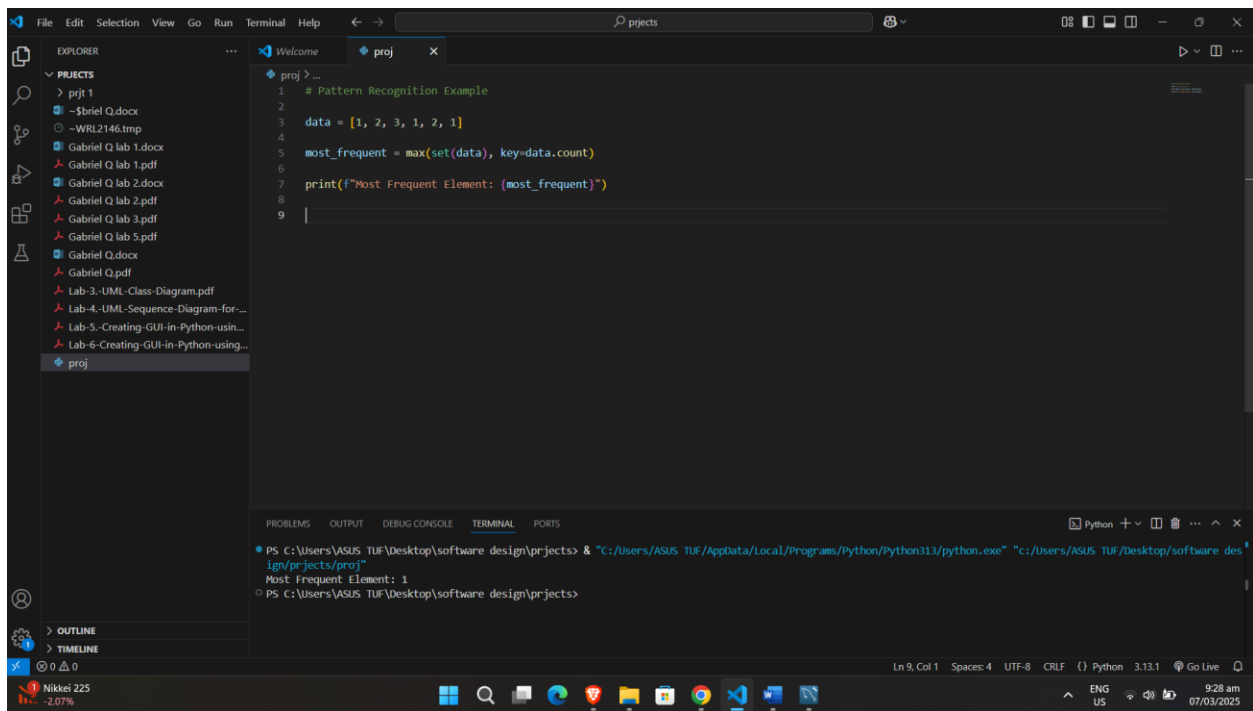 File Edit Selection View Go Run Terminal Help
prjects
EXPLORER
Welcome
proj
PRJECTS
prjt 1
~$briel Q.docx
~WRL2146.tmp
Gabriel Q lab 1.docx
Gabriel Q lab 1.pdf
Gabriel Q lab 2.docx
Gabriel Q lab 2.pdf
Gabriel Q lab 3.pdf
Gabriel Q lab 5.pdf
Gabriel Q.docx
Gabriel Q.pdf
Lab-3.-UML-Class-Diagram.pdf
Lab-4.-UML-Sequence-Diagram-for-...
Lab-5.-Creating-GUI-in-Python-usin...
Lab-6-Creating-GUI-in-Python-using...
proj
OUTLINE
TIMELINE
proj > ...
1 # Pattern Recognition Example
2
3 data = [1, 2, 3, 1, 2, 1]
4
5 most_frequent = max(set(data), key=data.count)
6
7 print(f"Most Frequent Element: {most_frequent}")
8
9
PROBLEMS OUTPUT DEBUG CONSOLE TERMINAL PORTS
Python
PS C:\Users\ASUS TUF\Desktop\software design\prjects> & "C:/Users/ASUS TUF/AppData/Local/Programs/Python/Python313/python.exe" "c:/Users/ASUS TUF/Desktop/software des
ign/prjects/proj"
Most Frequent Element: 1
PS C:\Users\ASUS TUF\Desktop\software design\prjects>
1
0 0 Ln 9, Col 1 Spaces: 4 UTF-8 CRLF {} Python 3.13.1 Go Live
1
Nikkei 225
-2.07%
ENG
US
9:28 am
07/03/2025